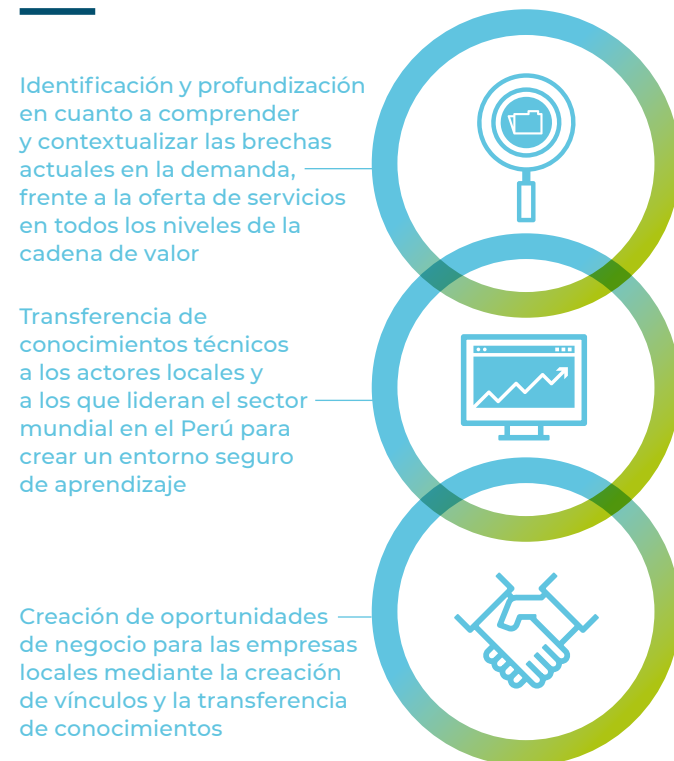 Identificación y profundización
en cuanto a comprender
y contextualizar las brechas
actuales en la demanda,
frente a la oferta de servicios
en todos los niveles de la
cadena de valor
Transferencia de
conocimientos técnicos
a los actores locales y
a los que lideran el sector
mundial en el Perú para
crear un entorno seguro
de aprendizaje
Creación de oportunidades
de negocio para las empresas
locales mediante la creación
de vínculos y la transferencia
de conocimientos